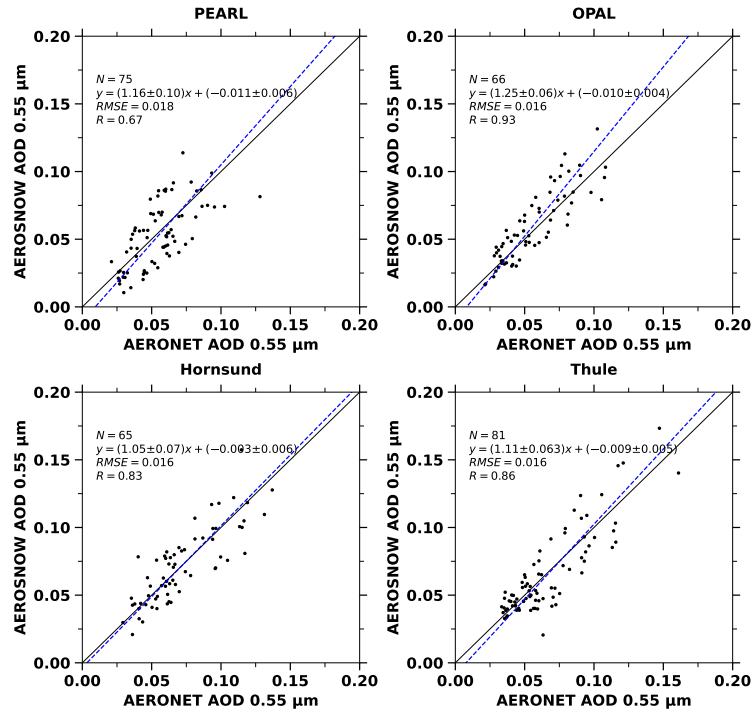 PEARL
OPAL
0.20
0.15
0.10
0.05
0.00
AEROSNOW AOD 0.55 µm
N = 75
y = (1.16±0.10)x + (−0.011±0.006)
RMSE = 0.018
R = 0.67
0.00 0.05 0.10 0.15 0.20
AERONET AOD 0.55 µm
0.20
0.15
0.10
0.05
0.00
AEROSNOW AOD 0.55 µm
N = 66
y = (1.25±0.06)x + (−0.010±0.004)
RMSE = 0.016
R = 0.93
0.00 0.05 0.10 0.15 0.20
AERONET AOD 0.55 µm
Hornsund
Thule
0.20
0.15
0.10
0.05
0.00
AEROSNOW AOD 0.55 µm
N = 65
y = (1.05±0.07)x + (−0.003±0.006)
RMSE = 0.016
R = 0.83
0.00 0.05 0.10 0.15 0.20
AERONET AOD 0.55 µm
0.20
0.15
0.10
0.05
0.00
AEROSNOW AOD 0.55 µm
N = 81
y = (1.11±0.063)x + (−0.009±0.005)
RMSE = 0.016
R = 0.86
0.00 0.05 0.10 0.15 0.20
AERONET AOD 0.55 µm